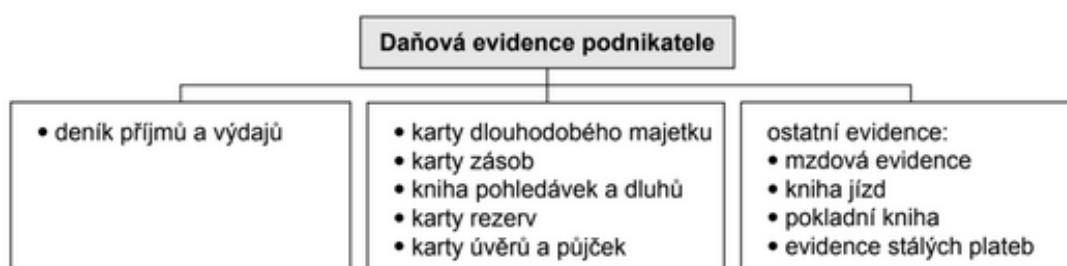 Daňová evidence podnikatele
• deník příjmů a výdajů
• karty dlouhodobého majetku
• karty zásob
• kniha pohledávek a dluhů
• karty rezerv
• karty úvěrů a půjček
ostatní evidence:
• mzdová evidence
• kniha jízd
• pokladní kniha
• evidence stálých plateb